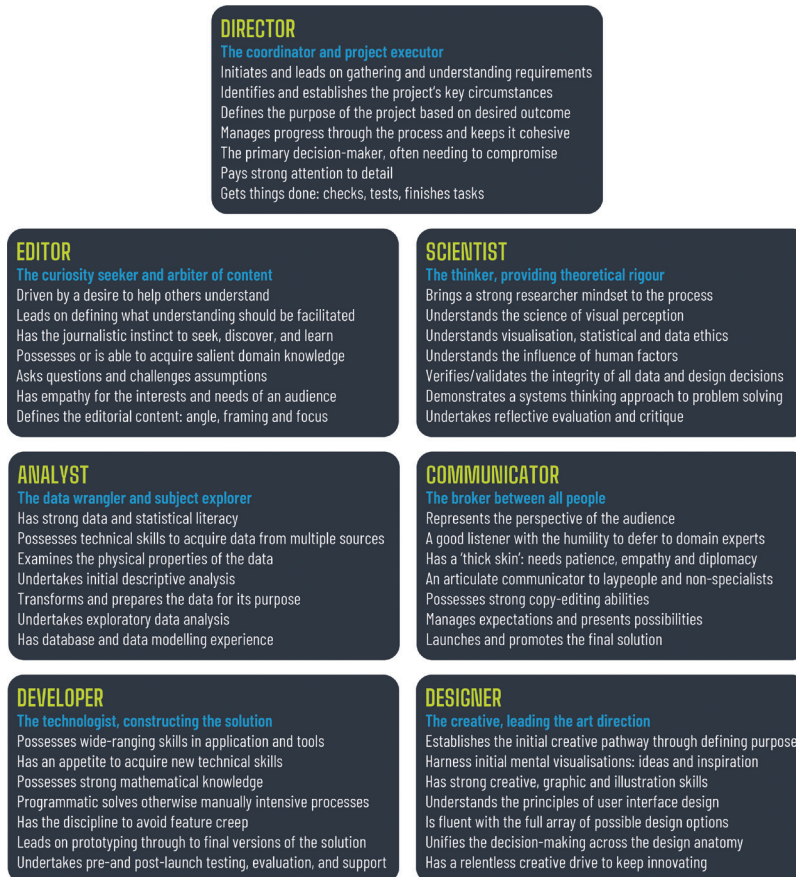 DIRECTOR
The coordinator and project executor
Initiates and leads on gathering and understanding requirements
Identifies and establishes the project's key circumstances
Defines the purpose of the project based on desired outcome
Manages progress through the process and keeps it cohesive
The primary decision-maker, often needing to compromise
Pays strong attention to detail
Gets things done: checks, tests, finishes tasks
EDITOR
The curiosity seeker and arbiter of content
Driven by a desire to help others understand
Leads on defining what understanding should be facilitated
Has the journalistic instinct to seek, discover, and learn
Possesses or is able to acquire salient domain knowledge
Asks questions and challenges assumptions
Has empathy for the interests and needs of an audience
Defines the editorial content: angle, framing and focus
SCIENTIST
The thinker, providing theoretical rigour
Brings a strong researcher mindset to the process
Understands the science of visual perception
Understands visualisation, statistical and data ethics
Understands the influence of human factors
Verifies/validates the integrity of all data and design decisions
Demonstrates a systems thinking approach to problem solving
Undertakes reflective evaluation and critique
ANALYST
The data wrangler and subject explorer
Has strong data and statistical literacy
Possesses technical skills to acquire data from multiple sources
Examines the physical properties of the data
Undertakes initial descriptive analysis
Transforms and prepares the data for its purpose
Undertakes exploratory data analysis
Has database and data modelling experience
COMMUNICATOR
The broker between all people
Represents the perspective of the audience
A good listener with the humility to defer to domain experts
Has a 'thick skin': needs patience, empathy and diplomacy
An articulate communicator to laypeople and non-specialists
Possesses strong copy-editing abilities
Manages expectations and presents possibilities
Launches and promotes the final solution
DEVELOPER
The technologist, constructing the solution
Possesses wide-ranging skills in application and tools
Has an appetite to acquire new technical skills
Possesses strong mathematical knowledge
Programmatic solves otherwise manually intensive processes
Has the discipline to avoid feature creep
Leads on prototyping through to final versions of the solution
Undertakes pre-and post-launch testing, evaluation, and support
DESIGNER
The creative, leading the art direction
Establishes the initial creative pathway through defining purpose
Harness initial mental visualisations: ideas and inspiration
Has strong creative, graphic and illustration skills
Understands the principles of user interface design
Is fluent with the full array of possible design options
Unifies the decision-making across the design anatomy
Has a relentless creative drive to keep innovating